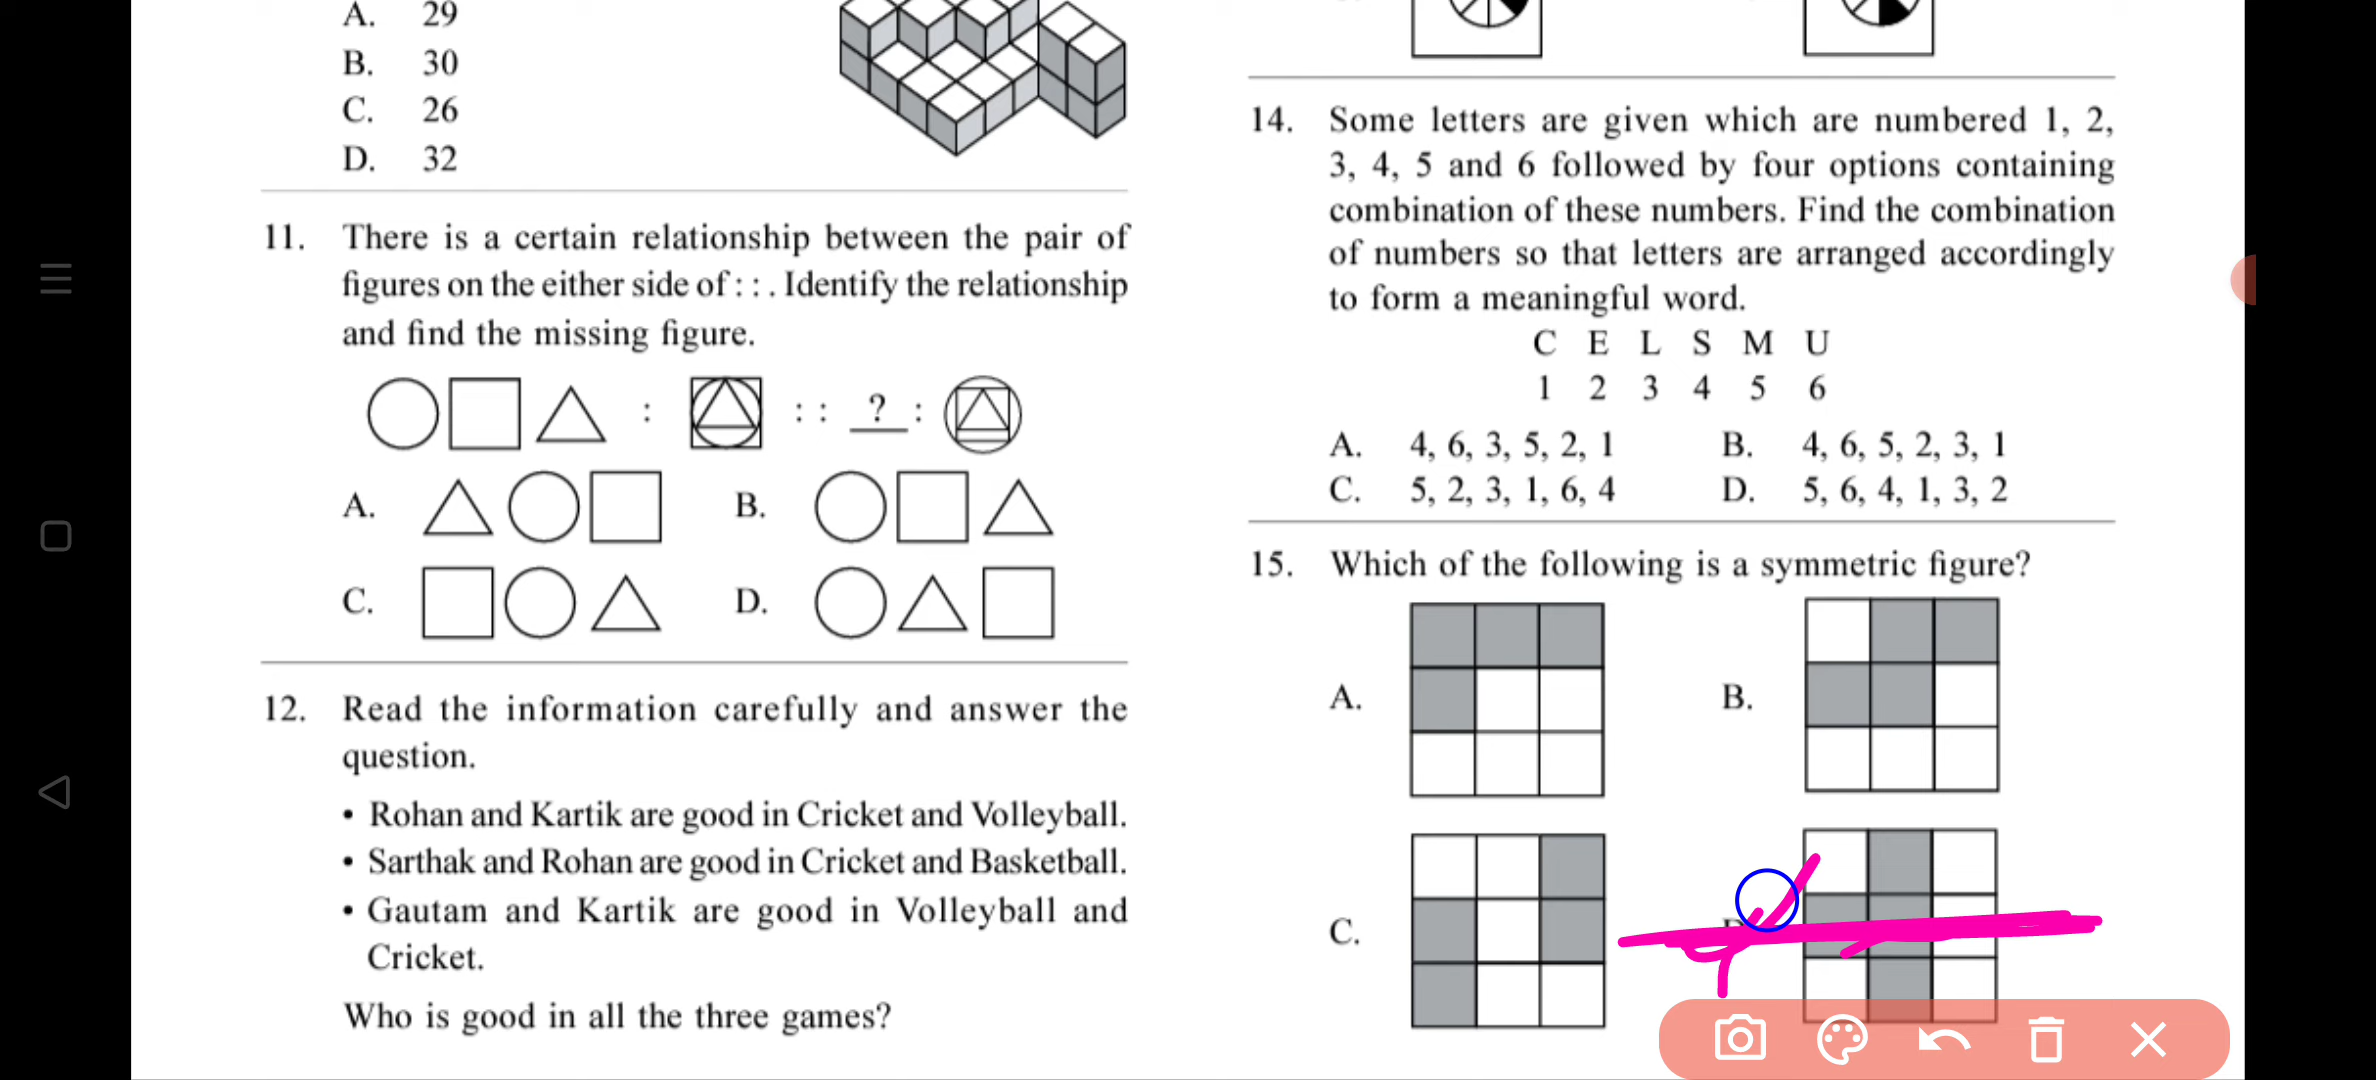 A. 29
B. 30
C. 26
D. 32
11. There is a certain relationship between the pair of
figures on the either side of : : . Identify the relationship
and find the missing figure.
: : : ? :
A. B.
C. D.
12. Read the information carefully and answer the
question.
• Rohan and Kartik are good in Cricket and Volleyball.
• Sarthak and Rohan are good in Cricket and Basketball.
• Gautam and Kartik are good in Volleyball and
Cricket.
Who is good in all the three games?
14. Some letters are given which are numbered 1, 2,
3, 4, 5 and 6 followed by four options containing
combination of these numbers. Find the combination
of numbers so that letters are arranged accordingly
to form a meaningful word.
C E L S M U
1 2 3 4 5 6
A. 4, 6, 3, 5, 2, 1 B. 4, 6, 5, 2, 3, 1
C. 5, 2, 3, 1, 6, 4 D. 5, 6, 4, 1, 3, 2
15. Which of the following is a symmetric figure?
A. B.
C.